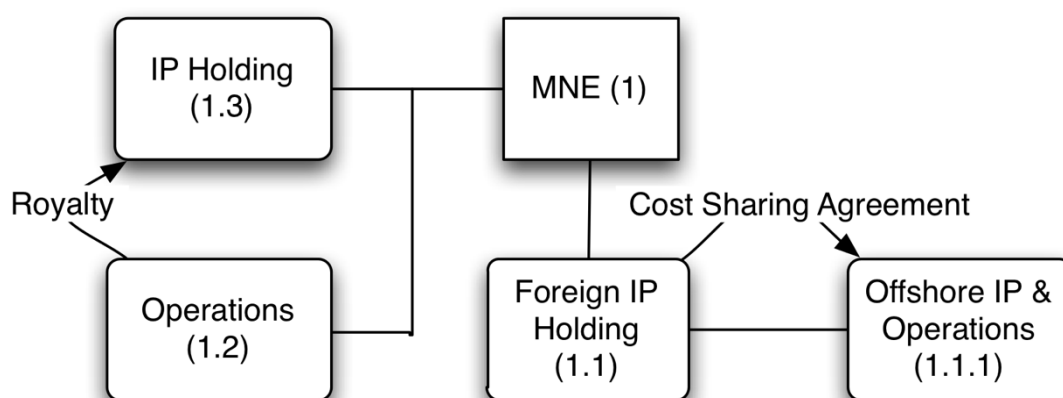 IP Holding
(1.3)
MNE (1)
Royalty
Cost Sharing Agreement
Operations
(1.2)
Foreign IP
Holding
(1.1)
Offshore IP &
Operations
(1.1.1)